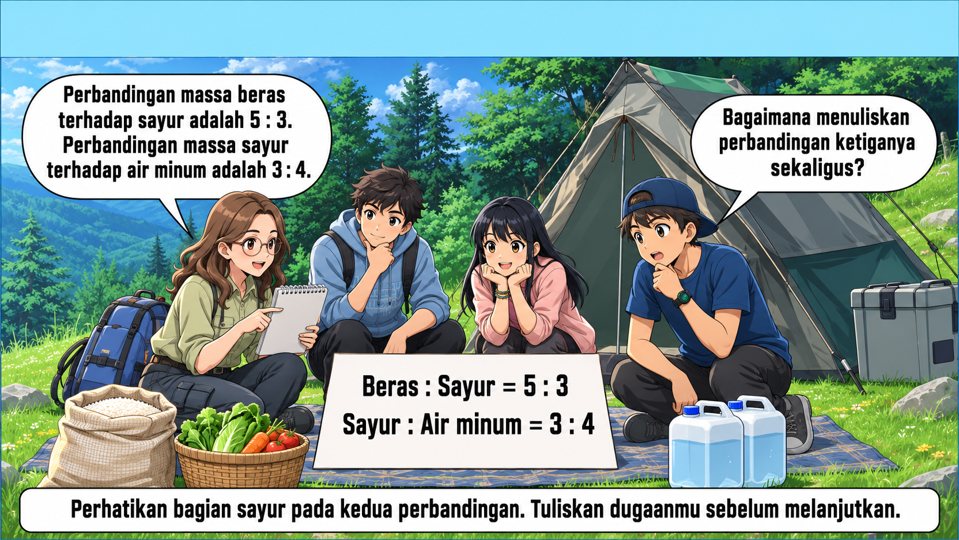 Perbandingan massa beras
terhadap sayur adalah 5 : 3.
Perbandingan massa sayur
terhadap air minum adalah 3 : 4.
Bagaimana menuliskan
perbandingan ketiganya
sekaligus?
Beras : Sayur = 5 : 3
Sayur : Air minum = 3 : 4
Perhatikan bagian sayur pada kedua perbandingan. Tuliskan dugaanmu sebelum melanjutkan.